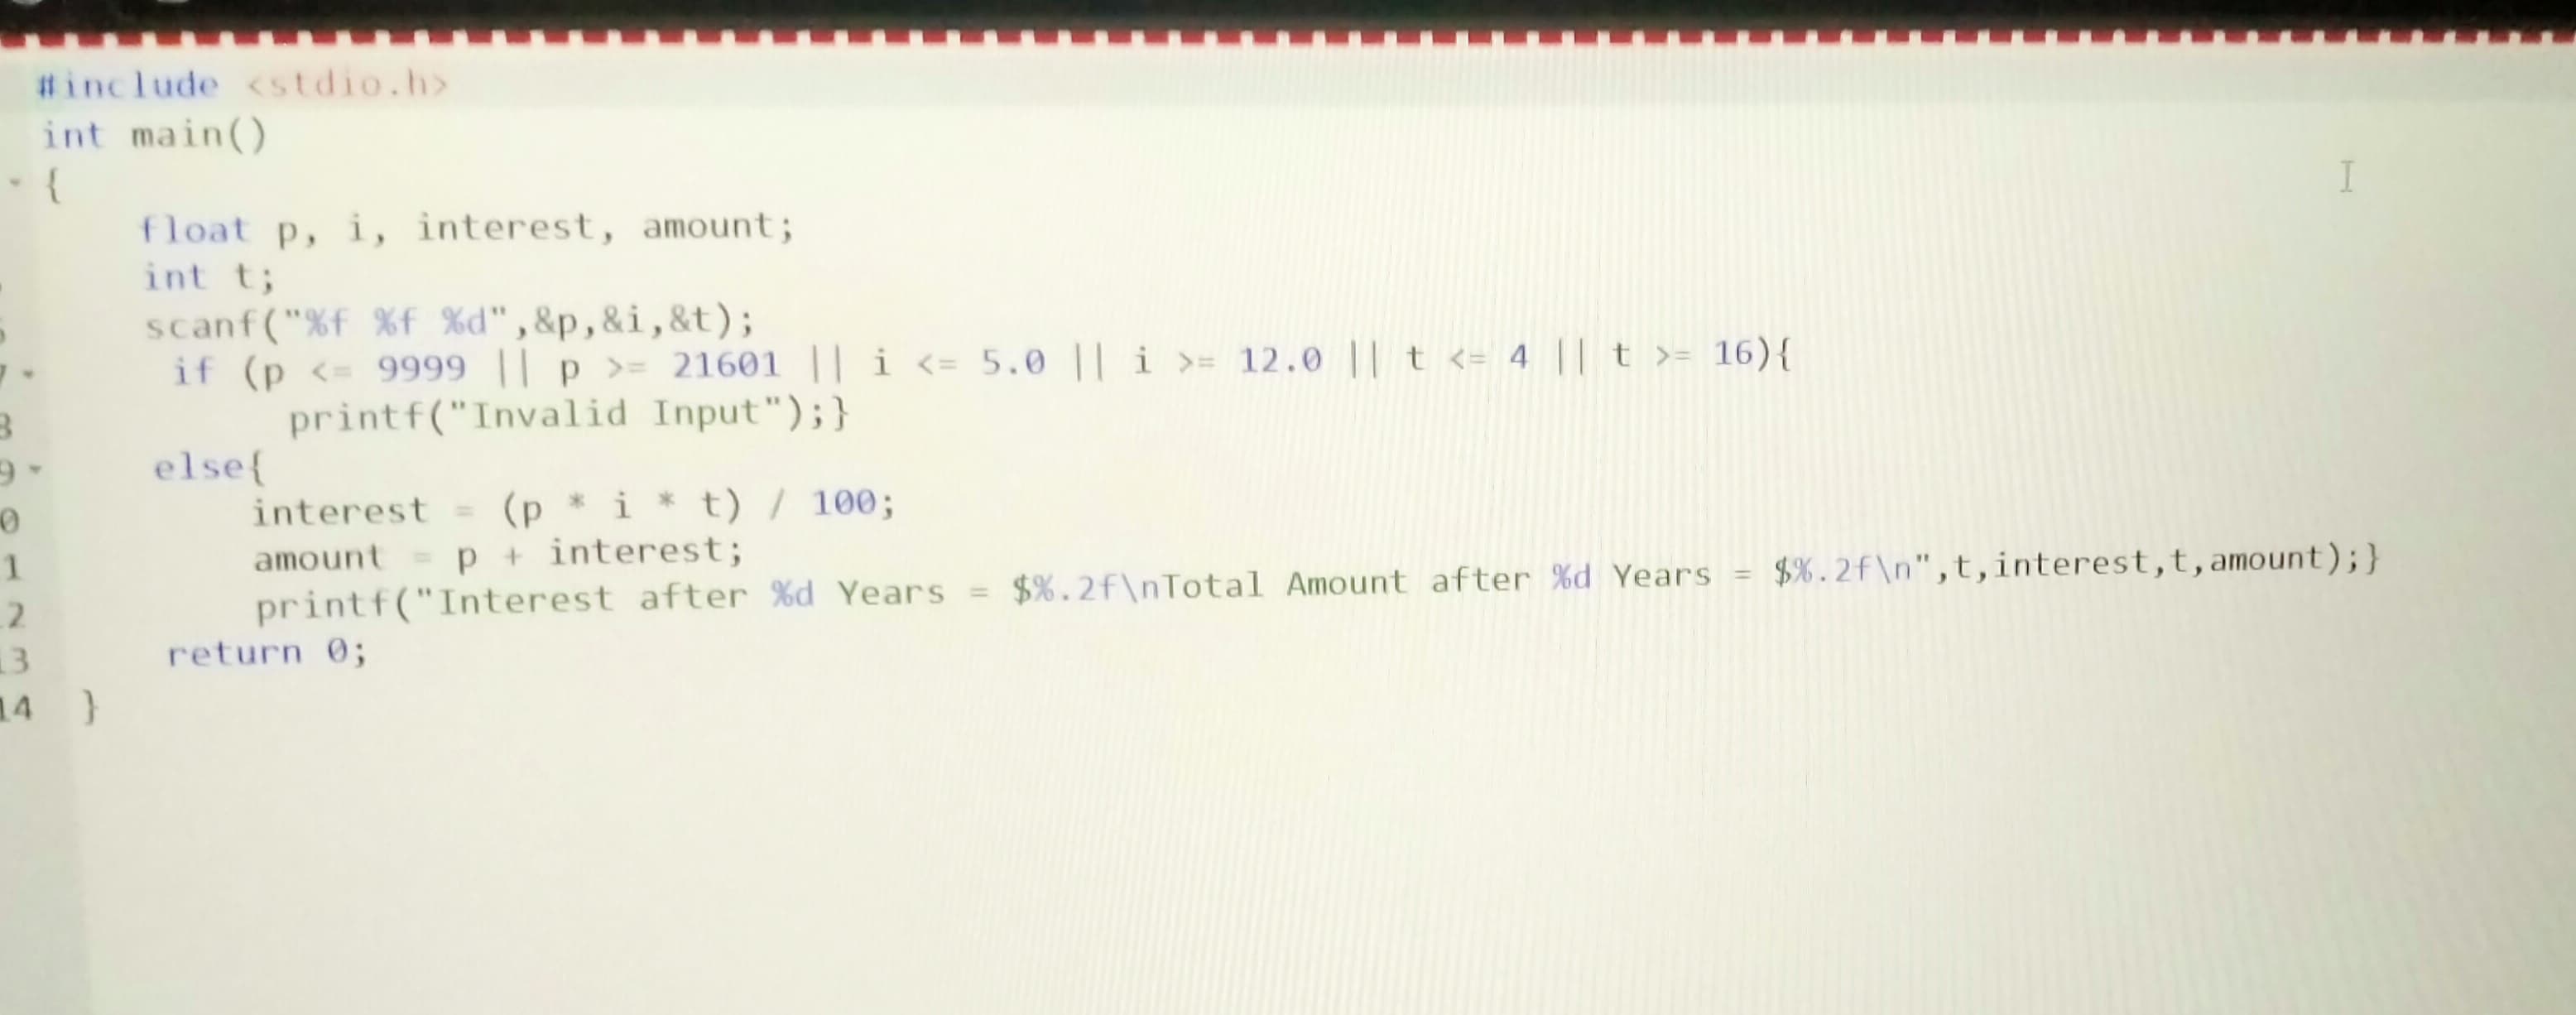 #include <stdio.h>
int main()
{
float p, i, interest, amount;
int t;
scanf("%f %f %d",&p,&i,&t);
if (p <= 9999 || p >= 21601 || i <= 5.0 || i >= 12.0 || t <= 4 || t >= 16){
8 printf("Invalid Input");}
9 else{
0 interest = (p * i * t) / 100;
1 amount = p + interest;
2 printf("Interest after %d Years = $%.2f\nTotal Amount after %d Years = $%.2f\n",t,interest,t,amount);}
13 return 0;
14 }